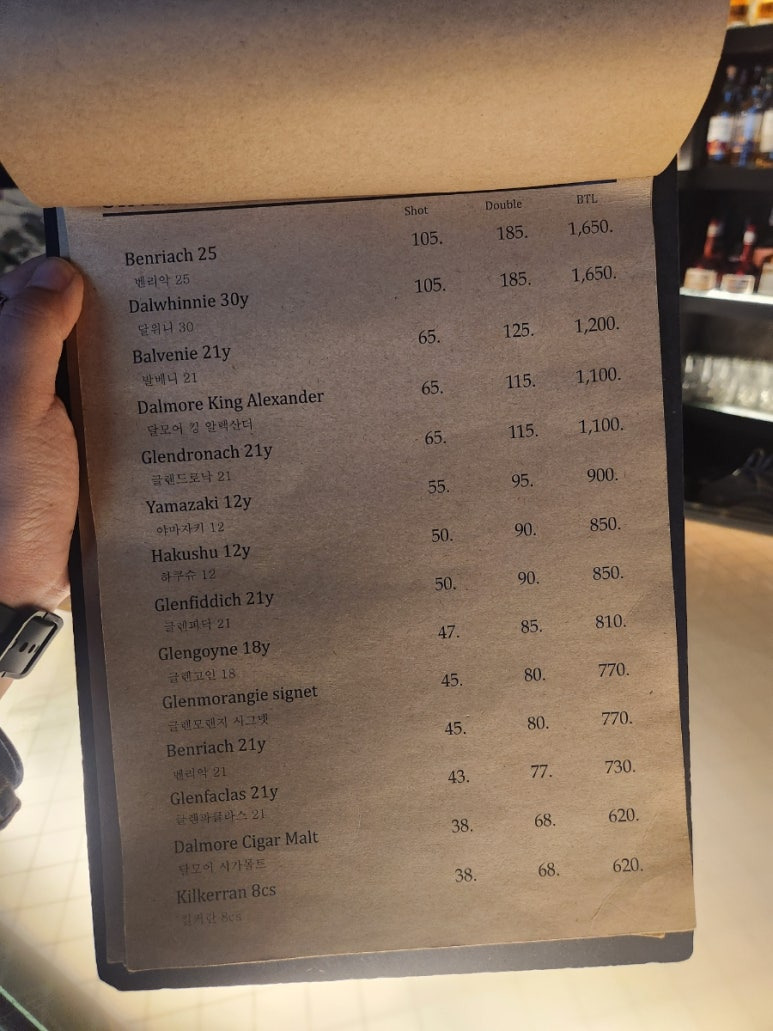 Shot Double BTL
Benriach 25 105. 185. 1,650.
벤리악 25
Dalwhinnie 30y 105. 185. 1,650.
달위니 30
Balvenie 21y 65. 125. 1,200.
발베니 21
Dalmore King Alexander 65. 115. 1,100.
달모어 킹 알렉산더
Glendronach 21y 65. 115. 1,100.
글렌드로낙 21
Yamazaki 12y 55. 95. 900.
야마자키 12
Hakushu 12y 50. 90. 850.
하쿠슈 12
Glenfiddich 21y 50. 90. 850.
글렌피딕 21
Glengoyne 18y 47. 85. 810.
글렌고인 18
Glenmorangie signet 45. 80. 770.
글렌모렌지 시그넷
Benriach 21y 45. 80. 770.
벤리악 21
Glenfaclas 21y 43. 77. 730.
글렌파클라스 21
Dalmore Cigar Malt 38. 68. 620.
달모어 시가몰트
Kilkerran 8cs 38. 68. 620.
킬커란 8cs